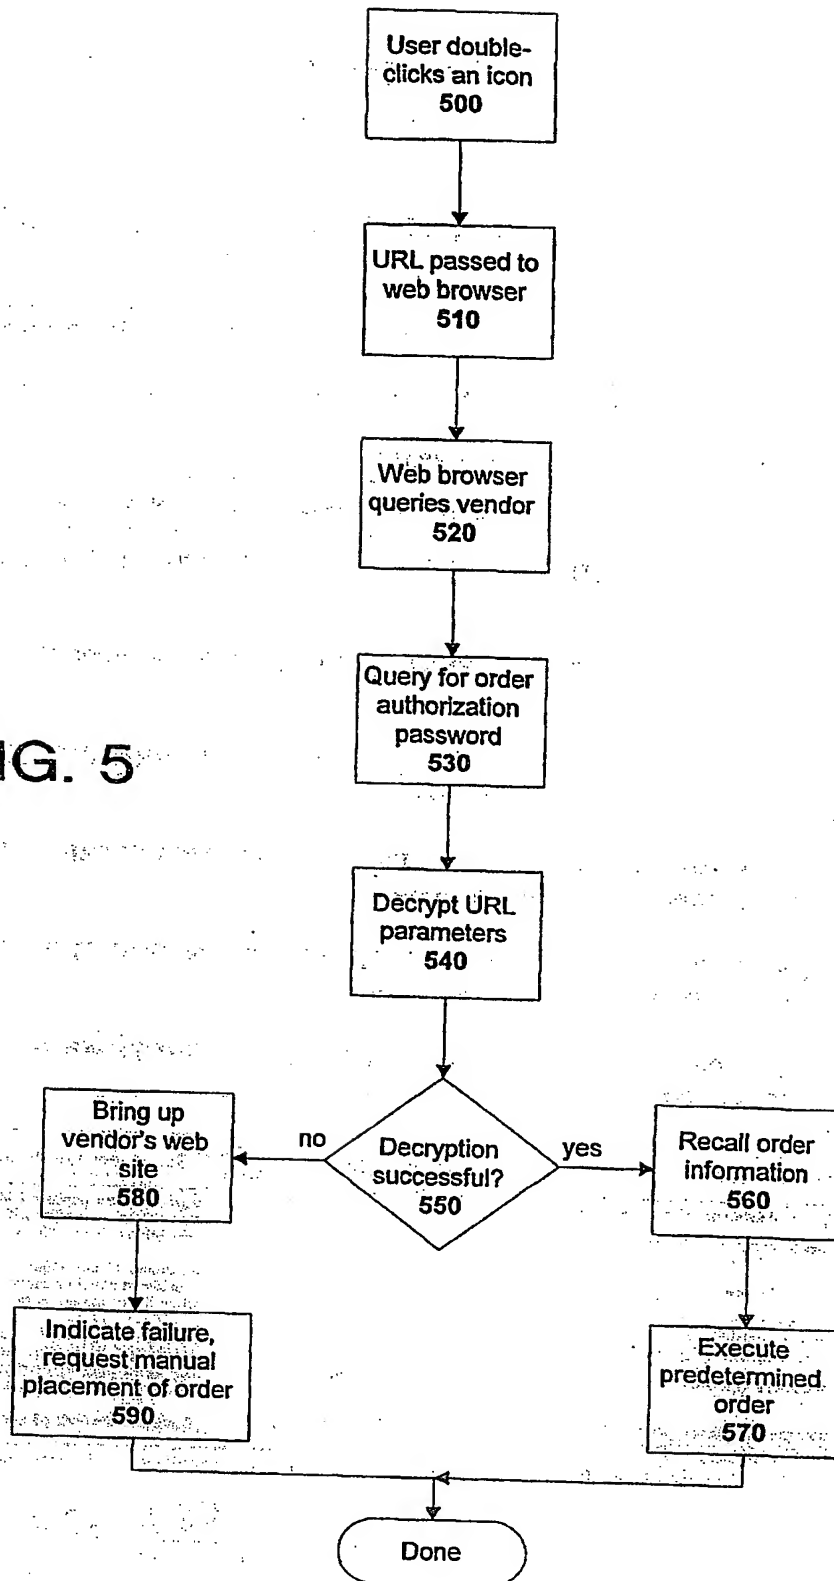 User double-
clicks an icon
500
URL passed to
web browser
510
Web browser
queries vendor
520
Query for order
authorization
password
530
IG. 5
Decrypt URL
parameters
540
Decryption
successful?
550
no
yes
Bring up
vendor's web
site
580
Recall order
information
560
Indicate failure,
request manual
placement of order
590
Execute
predetermined
order
570
Done